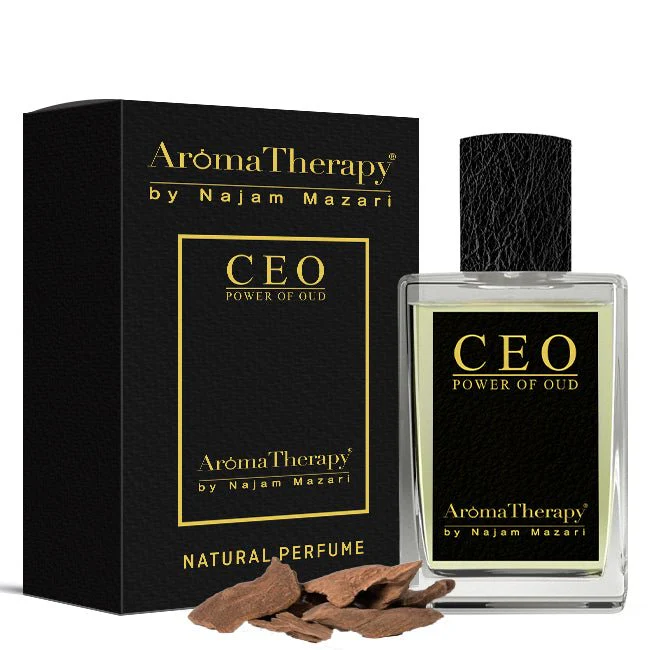 AromaTherapy®
by Najam Mazari
CEO
POWER OF OUD
AromaTherapy®
by Najam Mazari
NATURAL PERFUME
CEO
POWER OF OUD
AromaTherapy®
by Najam Mazari